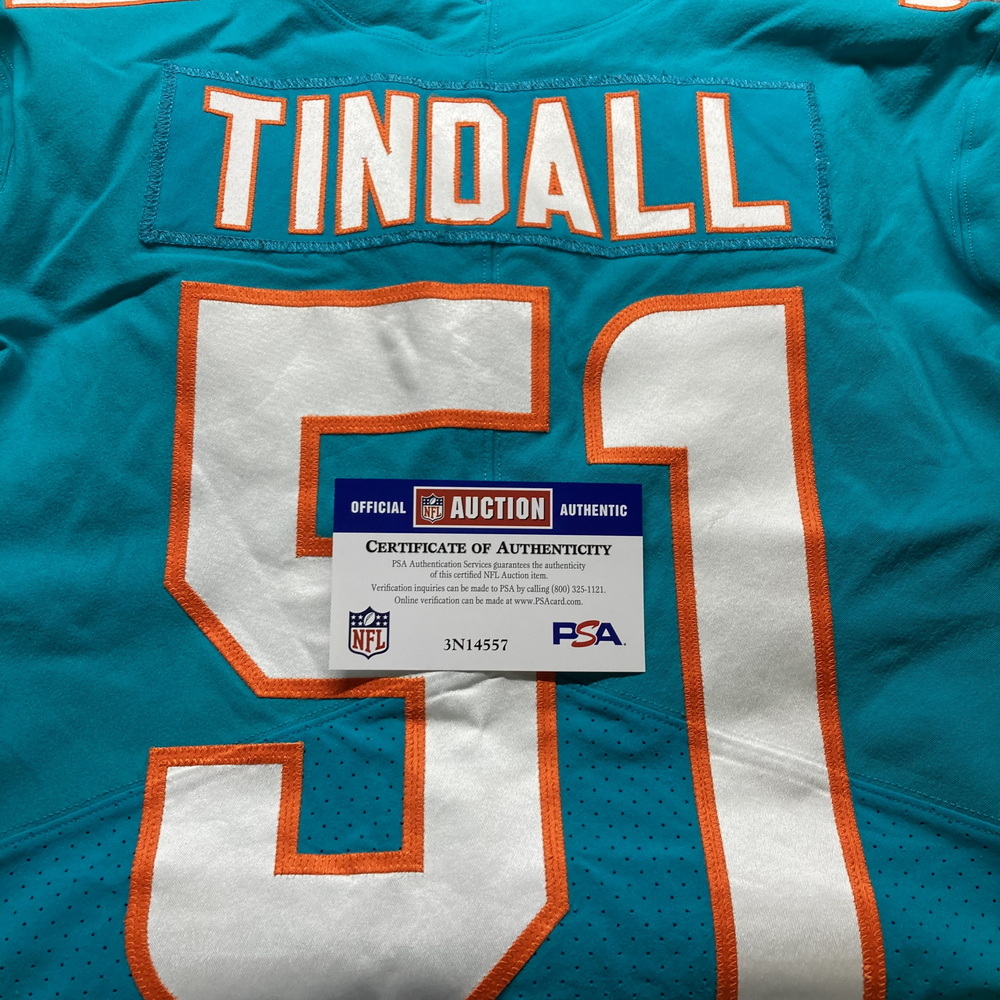 TINDALL
51
OFFICIAL NFL AUCTION AUTHENTIC
CERTIFICATE OF AUTHENTICITY
PSA Authentication Services guarantees the authenticity
of this certified NFL Auction item.
Verification inquiries can be made to PSA by calling (800) 325-1121.
Online verification can be made at www.PSAcard.com.
NFL
3N14557
PSA